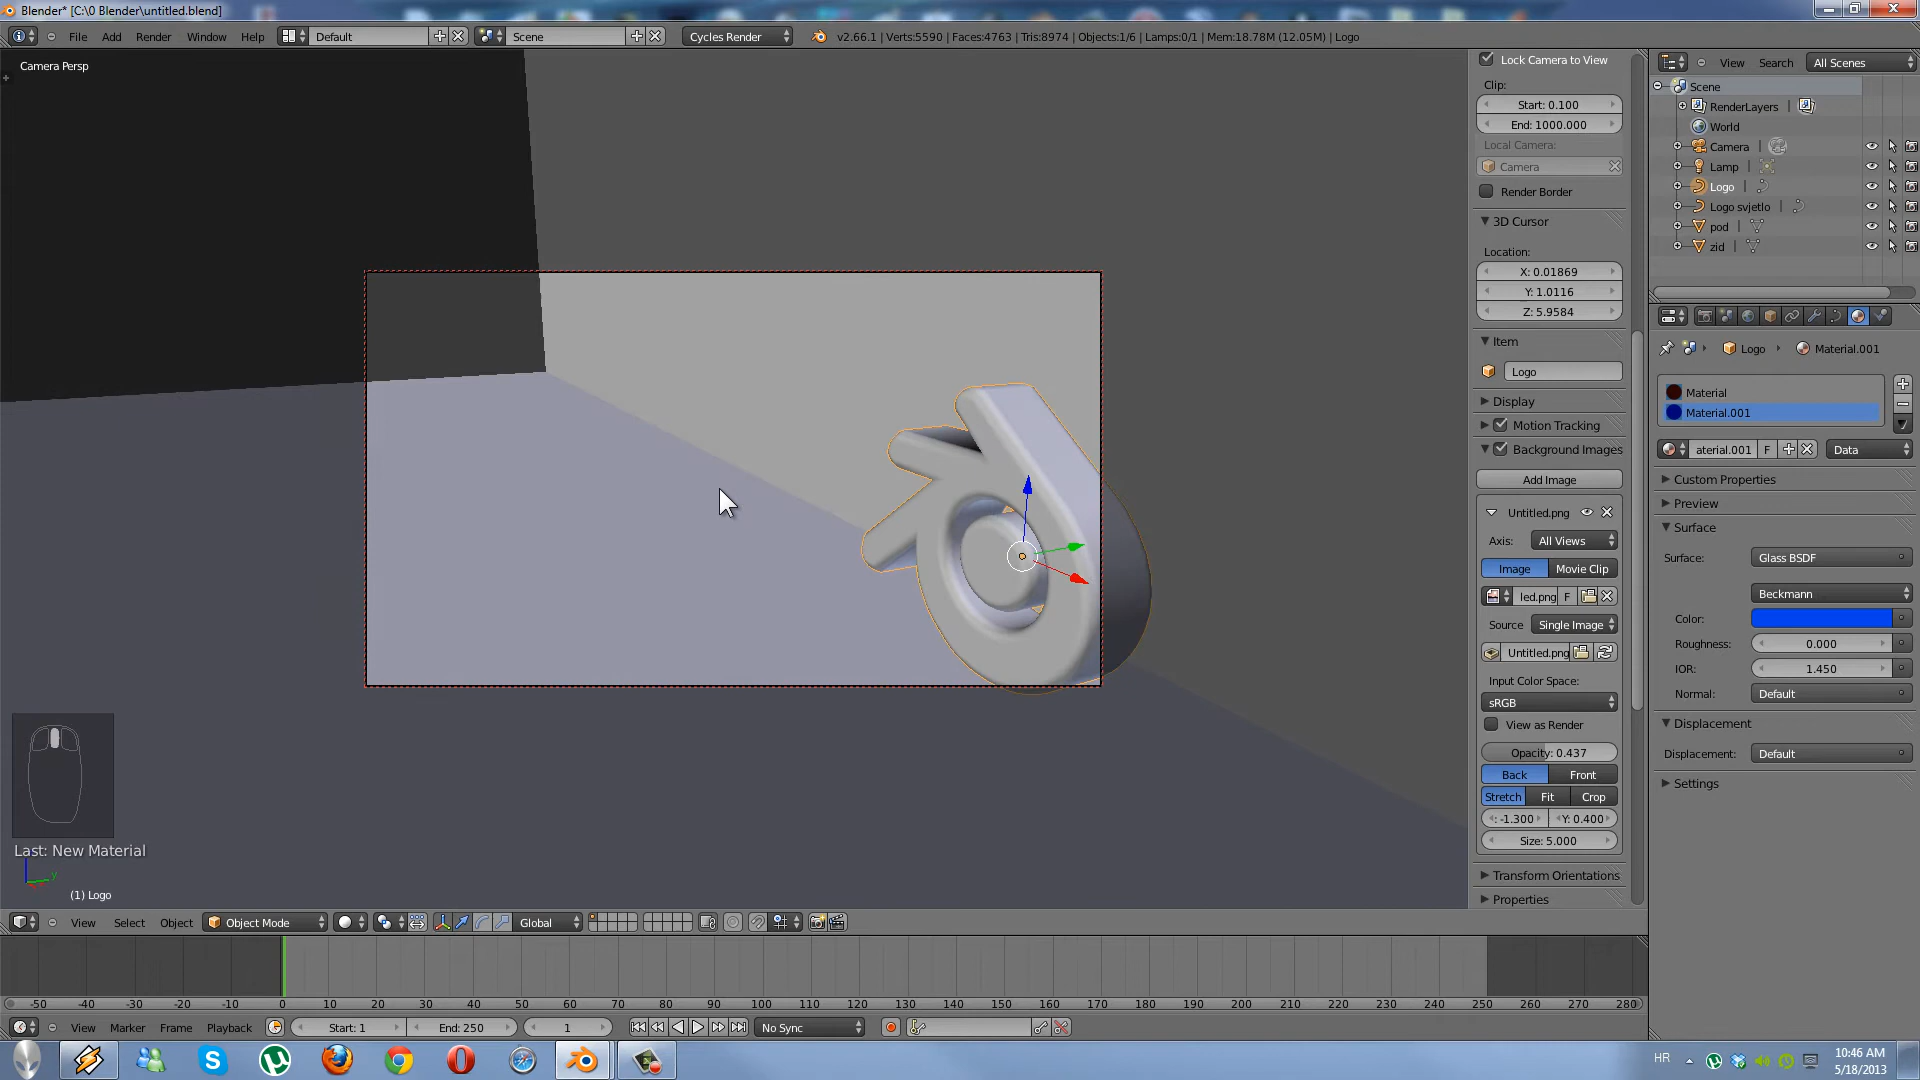 Blender* [C:\0 Blender\untitled.blend]
File Add Render Window Help Default Scene Cycles Render v2.66.1 | Verts:5590 | Faces:4763 | Tris:8974 | Objects:1/6 | Lamps:0/1 | Mem:18.78M (12.05M) | Logo
Camera Persp
Last: New Material
(1) Logo
View Select Object Object Mode Global
-50 -40 -30 -20 -10 0 10 20 30 40 50 60 70 80 90 100 110 120 130 140 150 160 170 180 190 200 210 220 230 240 250 260 270 280
View Marker Frame Playback Start: 1 End: 250 1 No Sync
Lock Camera to View
Clip:
Start: 0.100
End: 1000.000
Local Camera:
Camera
Render Border
3D Cursor
Location:
X: 0.01869
Y: 1.0116
Z: 5.9584
Item
Logo
Display
Motion Tracking
Background Images
Add Image
Untitled.png
Axis: All Views
Image Movie Clip
led.png F
Source Single Image
Untitled.png
Input Color Space:
sRGB
View as Render
Opacity: 0.437
Back Front
Stretch Fit Crop
: -1.300 Y: 0.400
Size: 5.000
Transform Orientations
Properties
View Search All Scenes
Scene
RenderLayers
World
Camera
Lamp
Logo
Logo svjetlo
pod
zid
Logo Material.001
Material
Material.001
aterial.001 F Data
Custom Properties
Preview
Surface
Surface: Glass BSDF
Beckmann
Color:
Roughness: 0.000
IOR: 1.450
Normal: Default
Displacement
Displacement: Default
Settings
HR
10:46 AM
5/18/2013